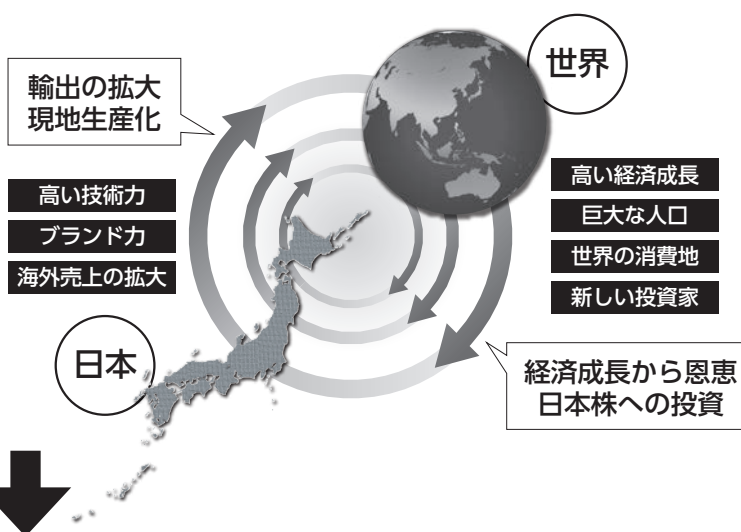 世界
輸出の拡大
現地生産化
高い技術力
ブランド力
海外売上の拡大
高い経済成長
巨大な人口
世界の消費地
新しい投資家
日本
経済成長から恩恵
日本株への投資